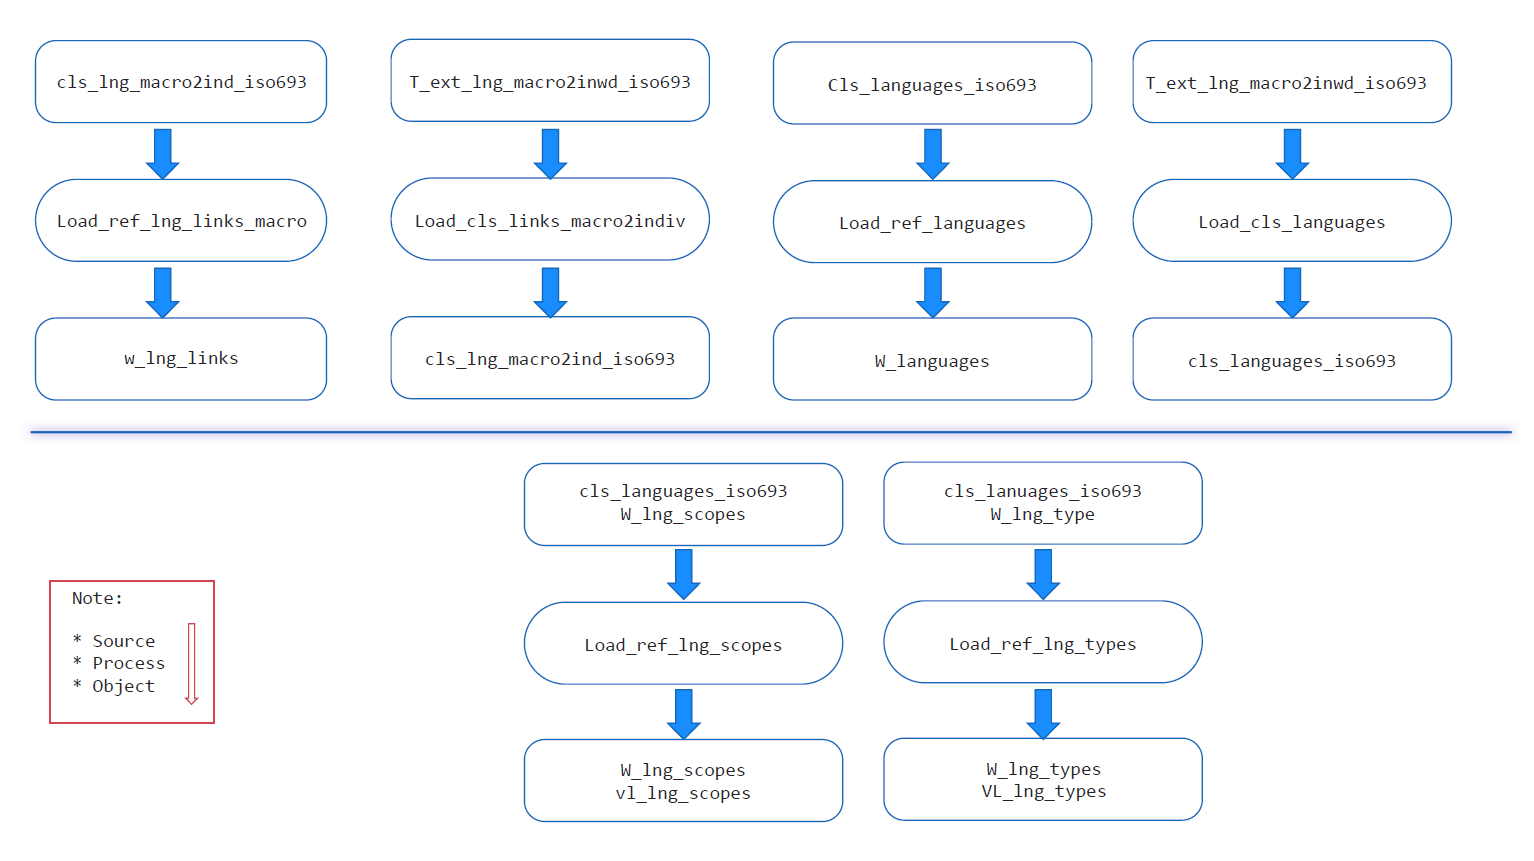 cls_lng_macro2ind_iso693
T_ext_lng_macro2inwd_iso693
Cls_languages_iso693
T_ext_lng_macro2inwd_iso693
Load_ref_lng_links_macro
Load_cls_links_macro2indiv
Load_ref_languages
Load_cls_languages
w_lng_links
cls_lng_macro2ind_iso693
W_languages
cls_languages_iso693
cls_languages_iso693
W_lng_scopes
cls_lanuages_iso693
W_lng_type
Note:
* Source
* Process
* Object
Load_ref_lng_scopes
Load_ref_lng_types
W_lng_scopes
vl_lng_scopes
W_lng_types
VL_lng_types